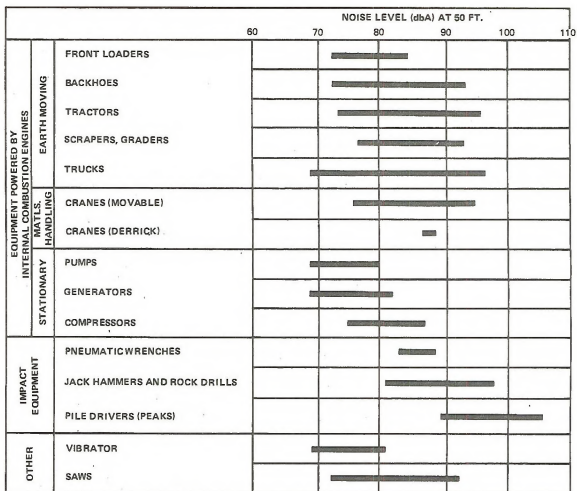 NOISE LEVEL (dbA) AT 50 FT.
60 70 80 90 100 110
EQUIPMENT POWERED BY
INTERNAL COMBUSTION ENGINES
EARTH MOVING
FRONT LOADERS
BACKHOES
TRACTORS
SCRAPERS, GRADERS
TRUCKS
MATLS.
HANDLING
CRANES (MOVABLE)
CRANES (DERRICK)
STATIONARY
PUMPS
GENERATORS
COMPRESSORS
IMPACT
EQUIPMENT
PNEUMATIC WRENCHES
JACK HAMMERS AND ROCK DRILLS
PILE DRIVERS (PEAKS)
OTHER
VIBRATOR
SAWS